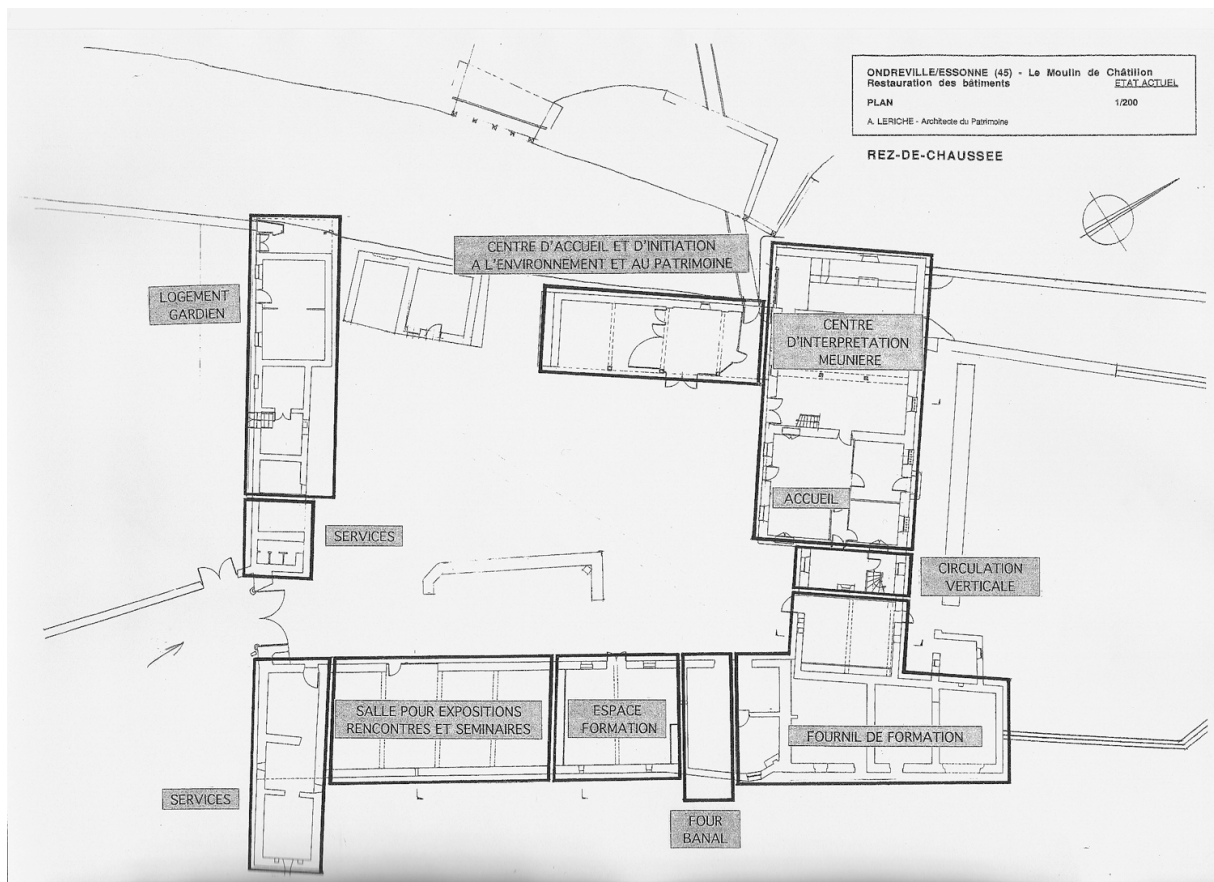 ONDREVILLE/ESSONNE (45) - Le Moulin de Châtillon
Restauration des bâtiments ETAT ACTUEL
PLAN 1/200
A. LERICHE - Architecte du Patrimoine
REZ-DE-CHAUSSEE
CENTRE D'ACCUEIL ET D'INITIATION
A L'ENVIRONNEMENT ET AU PATRIMOINE
LOGEMENT
GARDIEN
CENTRE
D'INTERPRETATION
MEUNIERE
ACCUEIL
SERVICES
CIRCULATION
VERTICALE
SALLE POUR EXPOSITIONS
RENCONTRES ET SEMINAIRES
ESPACE
FORMATION
FOURNIL DE FORMATION
SERVICES
FOUR
BANAL